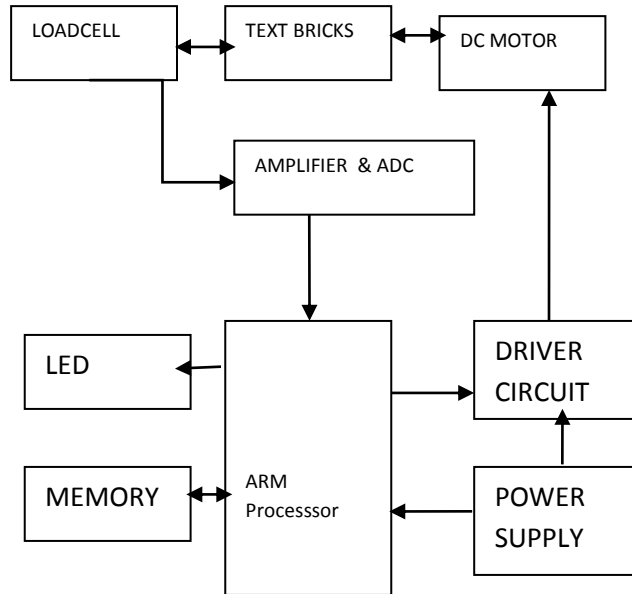 LOADCELL
TEXT BRICKS
DC MOTOR
AMPLIFIER & ADC
LED
DRIVER
CIRCUIT
MEMORY
ARM
Processsor
POWER
SUPPLY